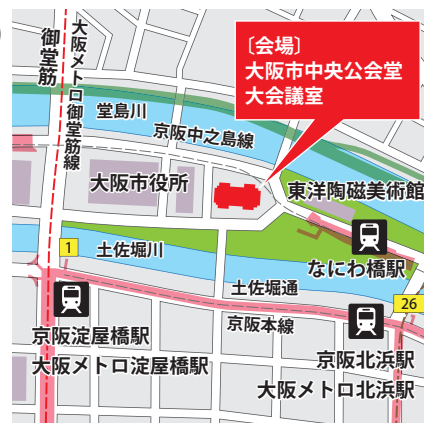 〔会場〕
大阪市中央公会堂
大会議室
御堂筋
大阪メトロ御堂筋線
堂島川
京阪中之島線
大阪市役所
東洋陶磁美術館
なにわ橋駅
1
土佐堀川
土佐堀通
26
京阪本線
京阪淀屋橋駅
大阪メトロ淀屋橋駅
京阪北浜駅
大阪メトロ北浜駅